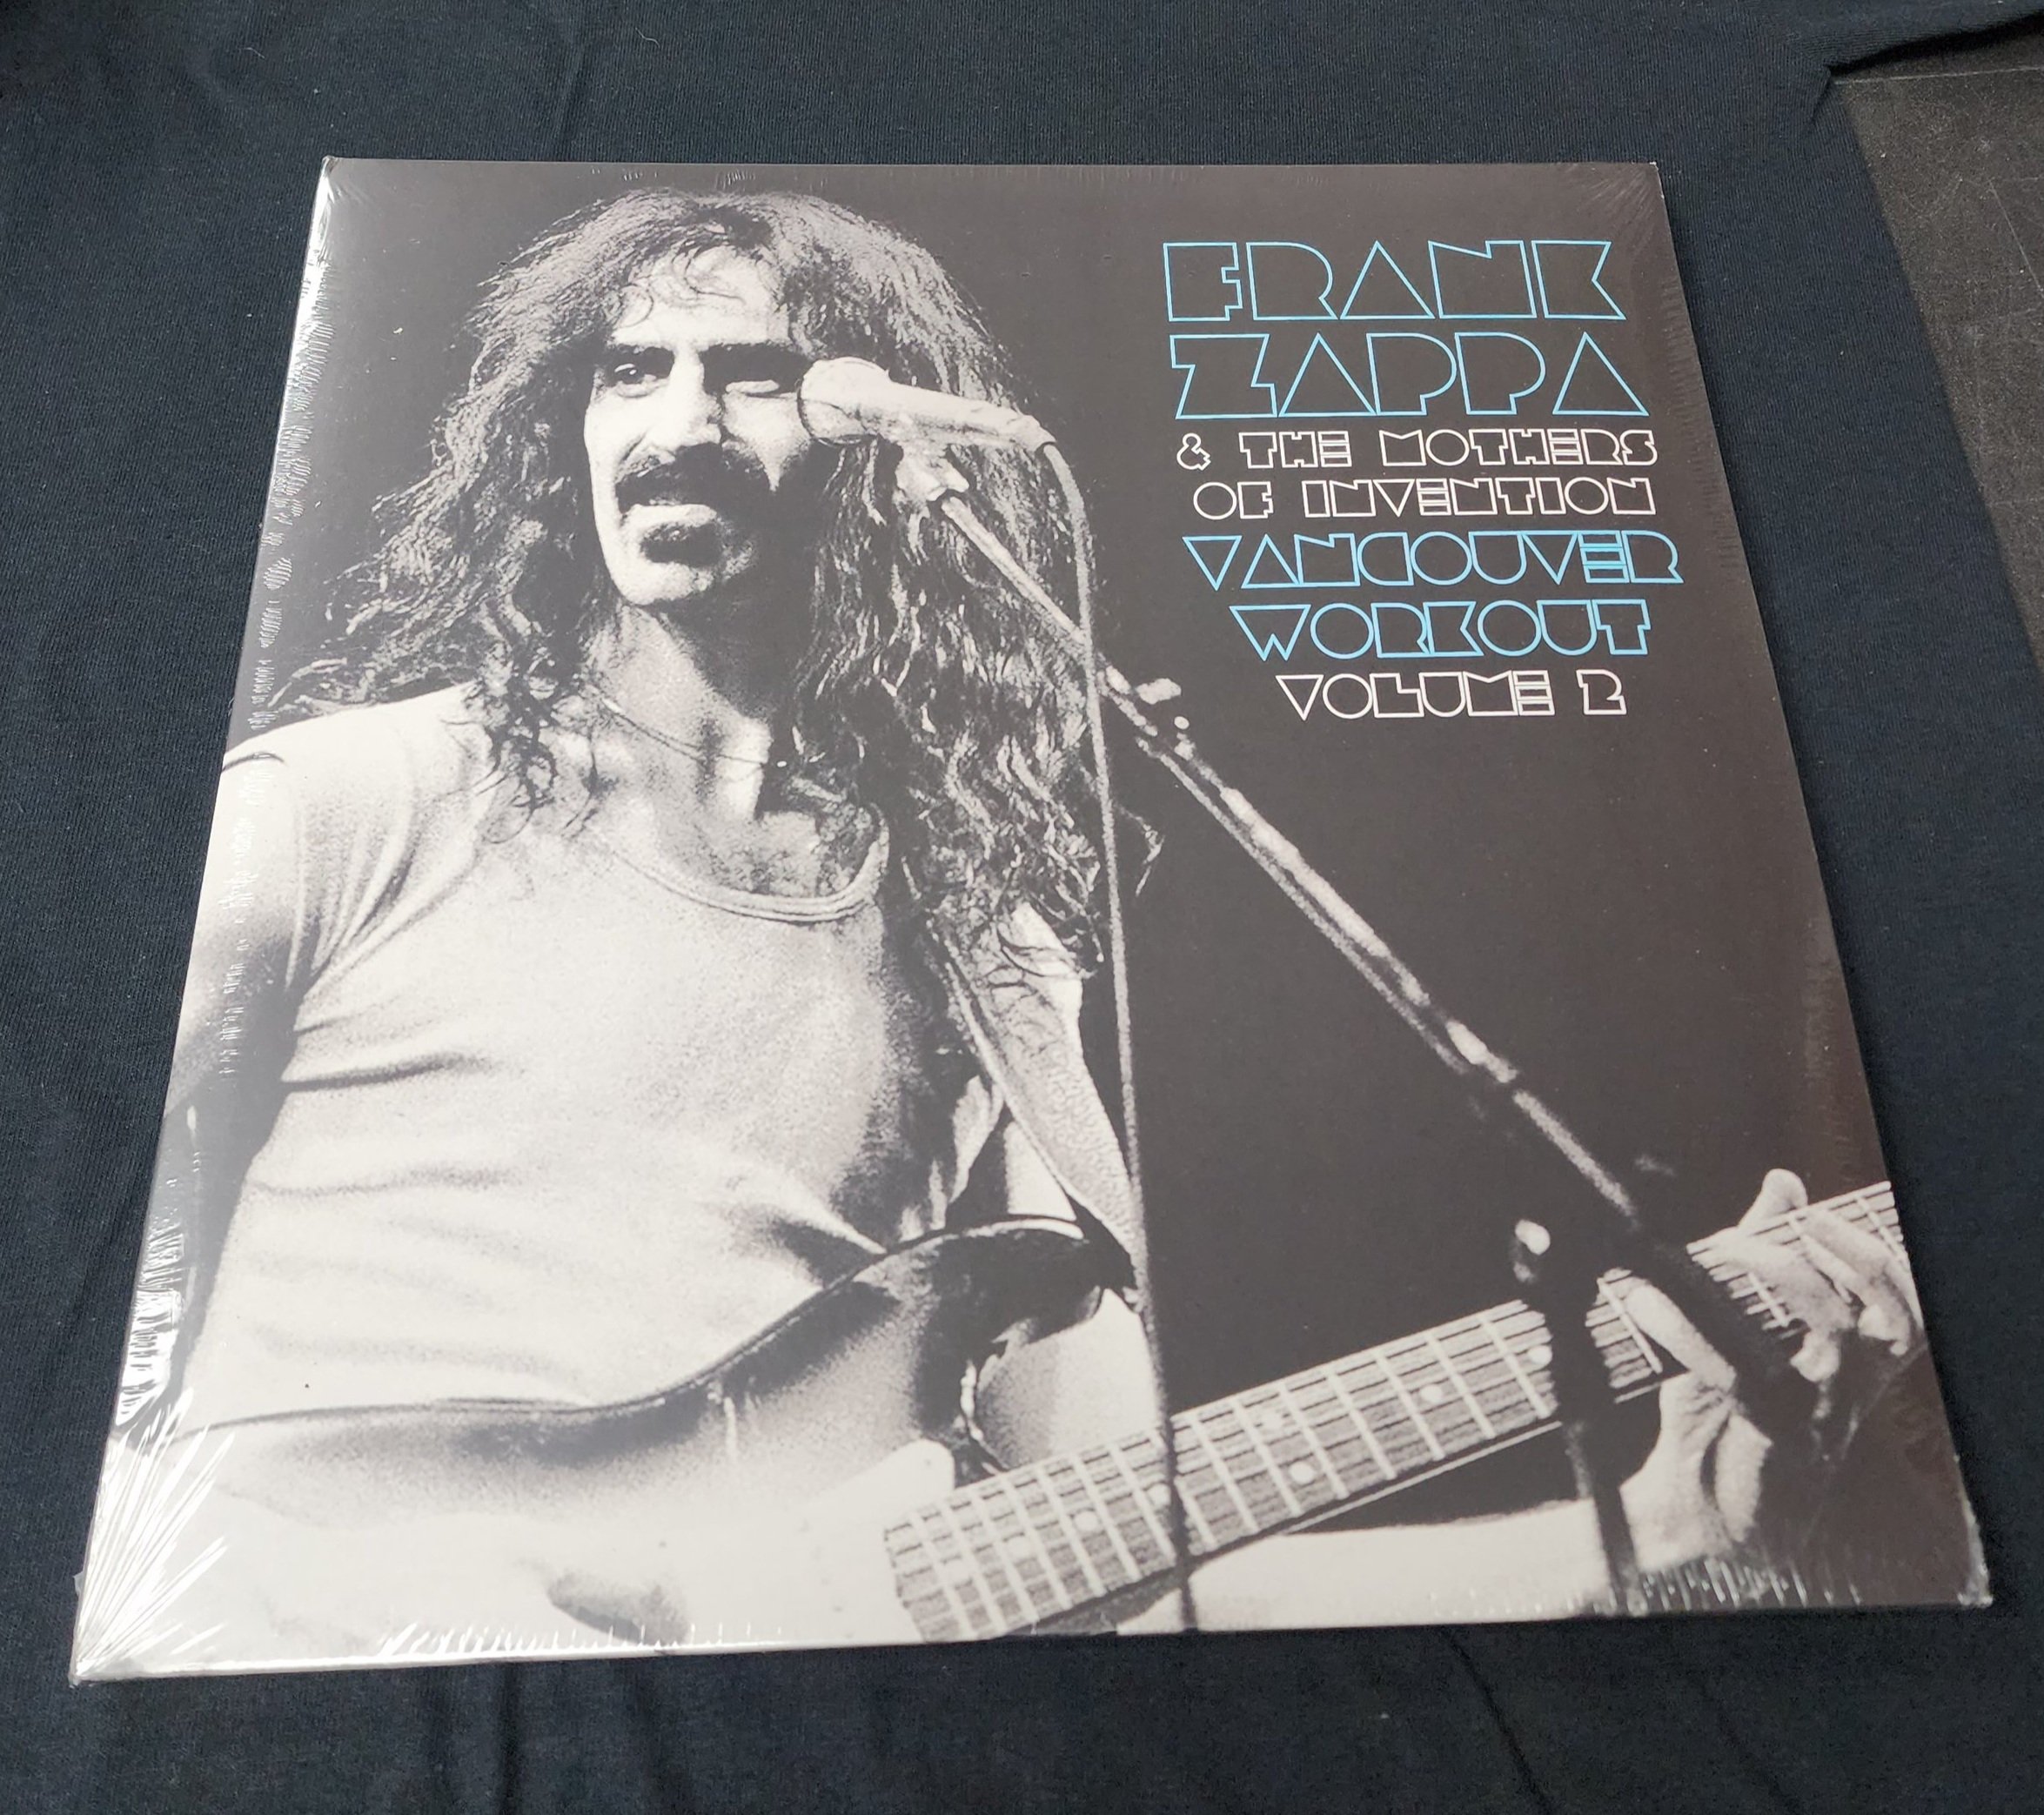 FRANK
ZAPPA
& THE MOTHERS
OF INVENTION
VANCOUVER
WORKOUT
VOLUME 2